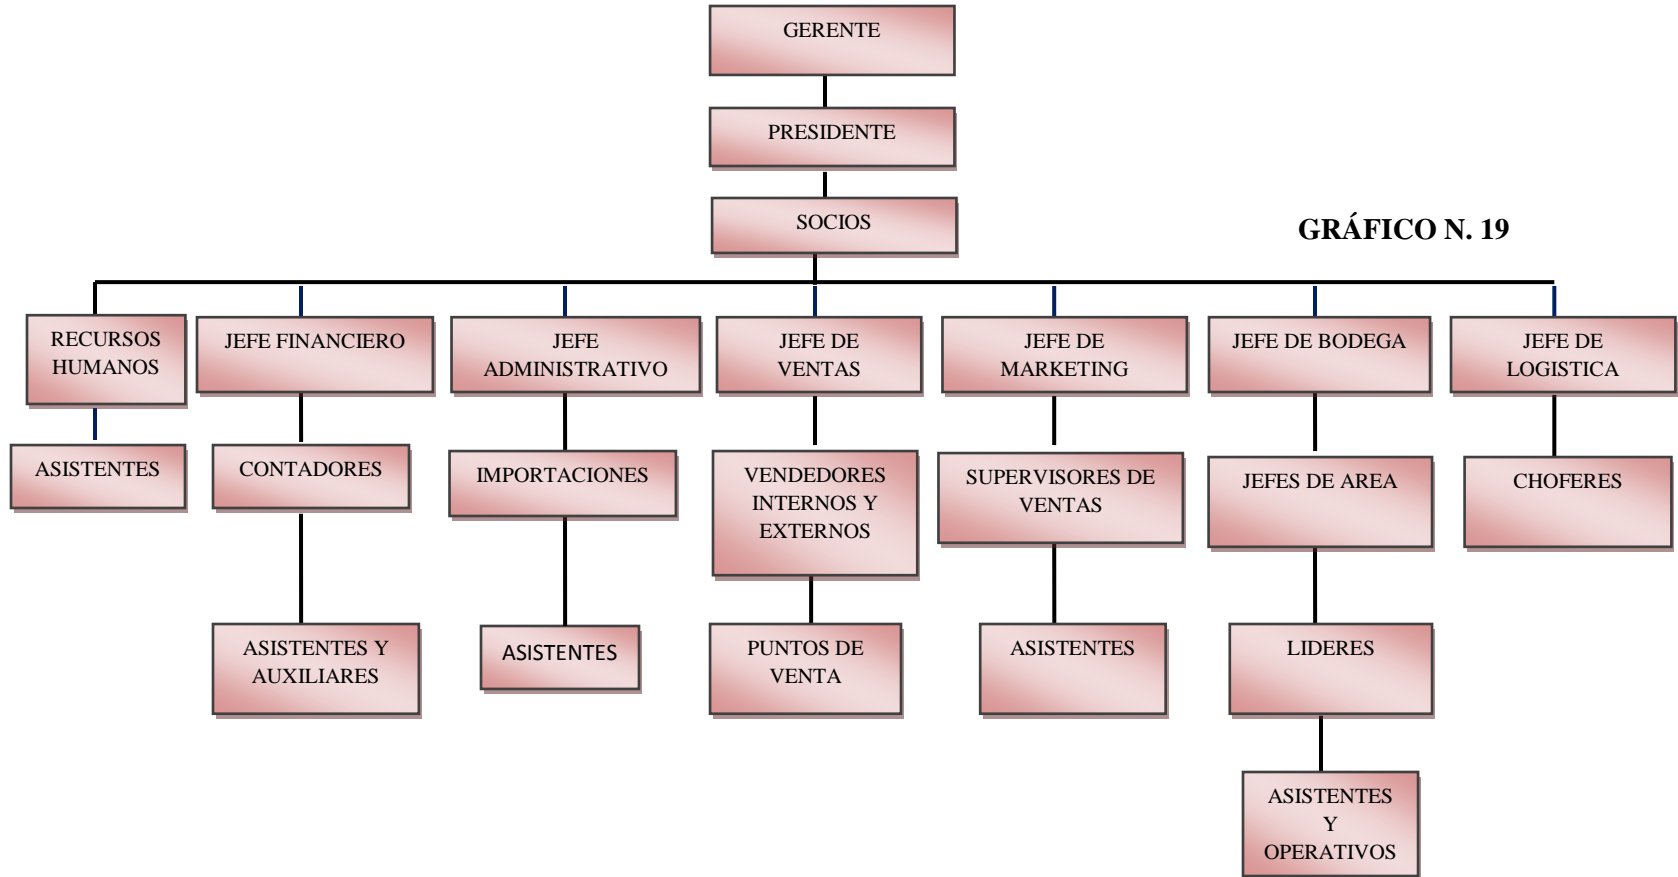 GERENTE
PRESIDENTE
SOCIOS
GRÁFICO N. 19
RECURSOS
HUMANOS
JEFE FINANCIERO
JEFE
ADMINISTRATIVO
JEFE DE
VENTAS
JEFE DE
MARKETING
JEFE DE BODEGA
JEFE DE
LOGISTICA
ASISTENTES
CONTADORES
IMPORTACIONES
VENDEDORES
INTERNOS Y
EXTERNOS
SUPERVISORES DE
VENTAS
JEFES DE AREA
CHOFERES
ASISTENTES Y
AUXILIARES
ASISTENTES
PUNTOS DE
VENTA
ASISTENTES
LIDERES
ASISTENTES
Y
OPERATIVOS